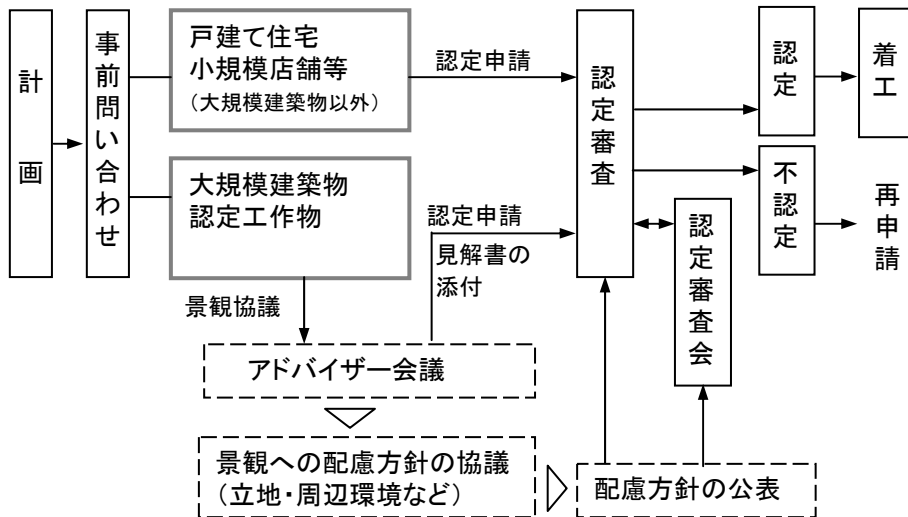 計画
事前問い合わせ
戸建て住宅
小規模店舗等
（大規模建築物以外）
大規模建築物
認定工作物
認定申請
認定申請
見解書の
添付
景観協議
アドバイザー会議
景観への配慮方針の協議
（立地・周辺環境など）
配慮方針の公表
認定審査
認定審査会
認定
着工
不認定
再申請